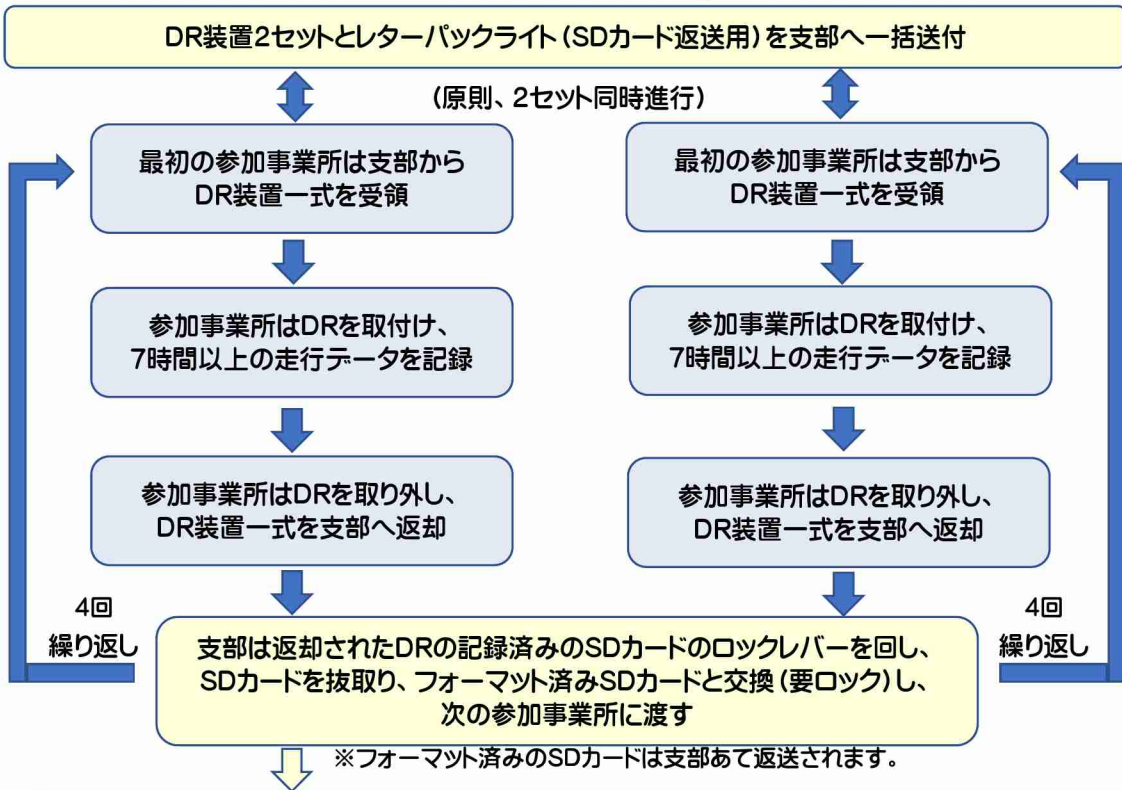 DR装置2セットとレターパックライト(SDカード返送用)を支部へ一括送付
(原則、2セット同時進行)
最初の参加事業所は支部から
DR装置一式を受領
最初の参加事業所は支部から
DR装置一式を受領
参加事業所はDRを取付け、
7時間以上の走行データを記録
参加事業所はDRを取付け、
7時間以上の走行データを記録
参加事業所はDRを取り外し、
DR装置一式を支部へ返却
参加事業所はDRを取り外し、
DR装置一式を支部へ返却
4回
繰り返し
4回
繰り返し
支部は返却されたDRの記録済みのSDカードのロックレバーを回し、
SDカードを抜取り、フォーマット済みSDカードと交換(要ロック)し、
次の参加事業所に渡す
※フォーマット済みのSDカードは支部あて返送されます。